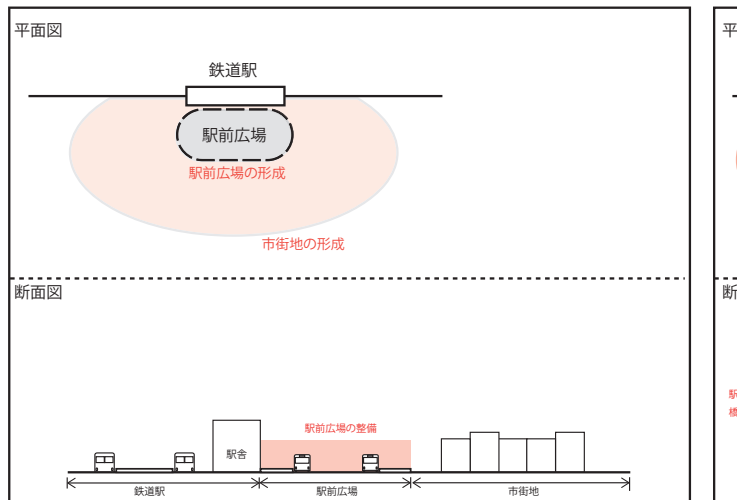 平面図
鉄道駅
駅前広場
駅前広場の形成
市街地の形成
断面図
駅前広場の整備
駅舎
鉄道駅
駅前広場
市街地
平
断
駅
橋